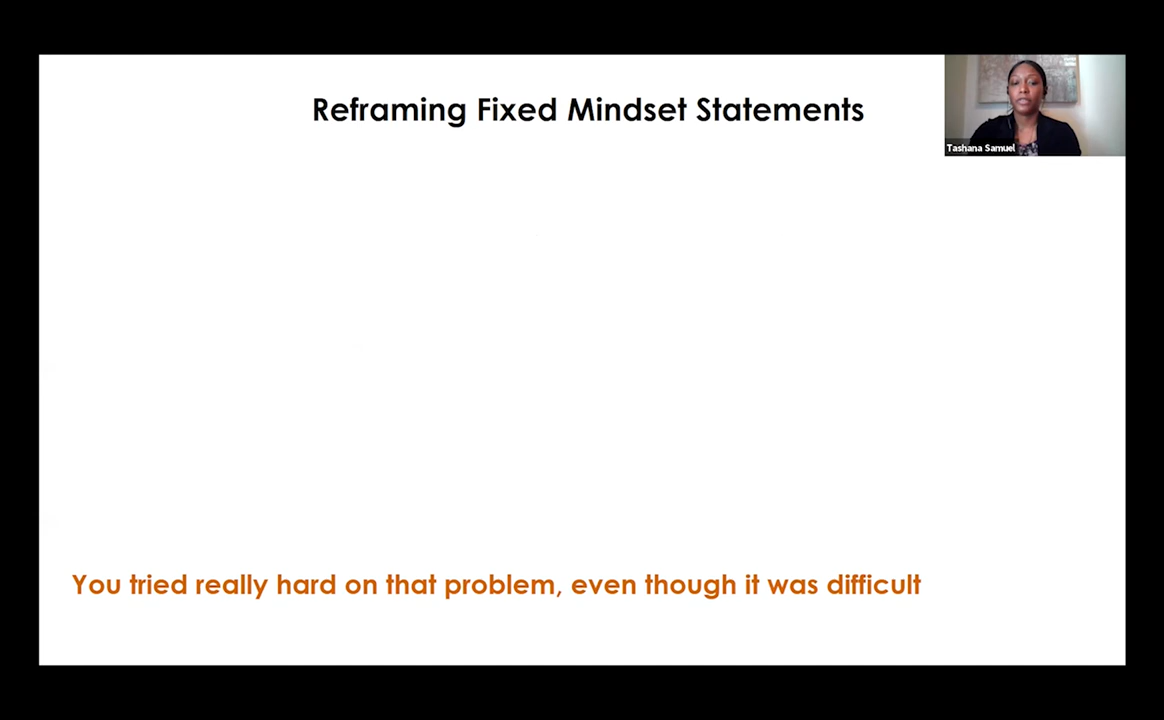 Reframing Fixed Mindset Statements
Tashana Samuel
You tried really hard on that problem, even though it was difficult